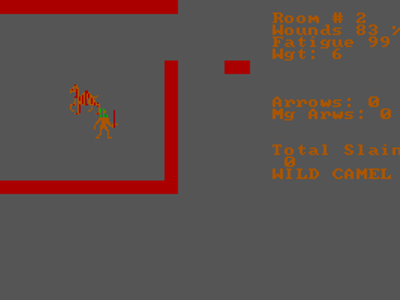 Room # 2
Wounds 83 %
Fatigue 99
Wgt: 6
Arrows: 0
Mg Arws: 0
Total Slain
0
WILD CAMEL